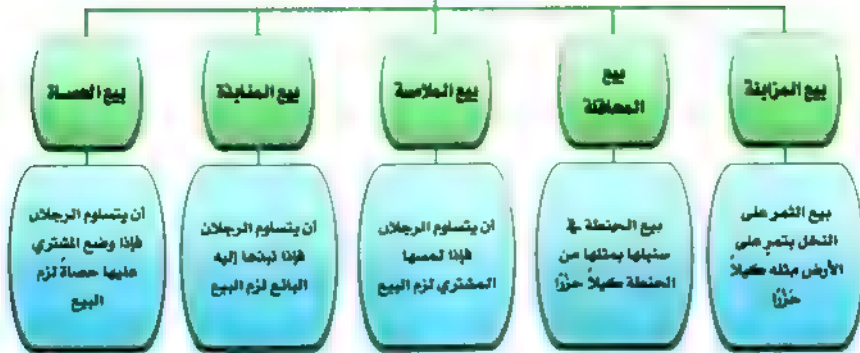 بيع المزابنة
بيع
المحاقلة
بيع الملامسة
بيع المنابذة
بيع الحصاة
بيع الثمر على
النخل بتمرٍ على
الأرض مثله كيلاً
حَزْرًا
بيع الحنطة في
سنبلها بمثلها من
الحنطة كيلاً حزرًا
أن يتساوم الرجلان
فإذا لمسها
المشتري لزم البيع
أن يتساوم الرجلان
فإذا نبذها إليه
البائع لزم البيع
أن يتساوم الرجلان
فإذا وضع المشتري
عليها حصاةً لزم
البيع